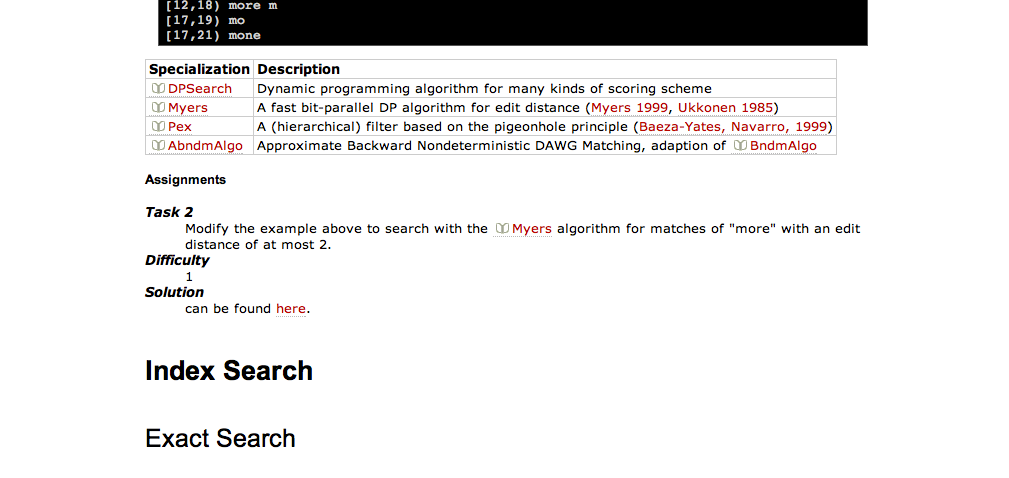 [12,18) more m
[17,19) mo
[17,21) mone
Specialization Description
DPSearch Dynamic programming algorithm for many kinds of scoring scheme
Myers A fast bit-parallel DP algorithm for edit distance (Myers 1999, Ukkonen 1985)
Pex A (hierarchical) filter based on the pigeonhole principle (Baeza-Yates, Navarro, 1999)
AbndmAlgo Approximate Backward Nondeterministic DAWG Matching, adaption of BndmAlgo
Assignments
Task 2
Modify the example above to search with the Myers algorithm for matches of "more" with an edit
distance of at most 2.
Difficulty
1
Solution
can be found here.
Index Search
Exact Search